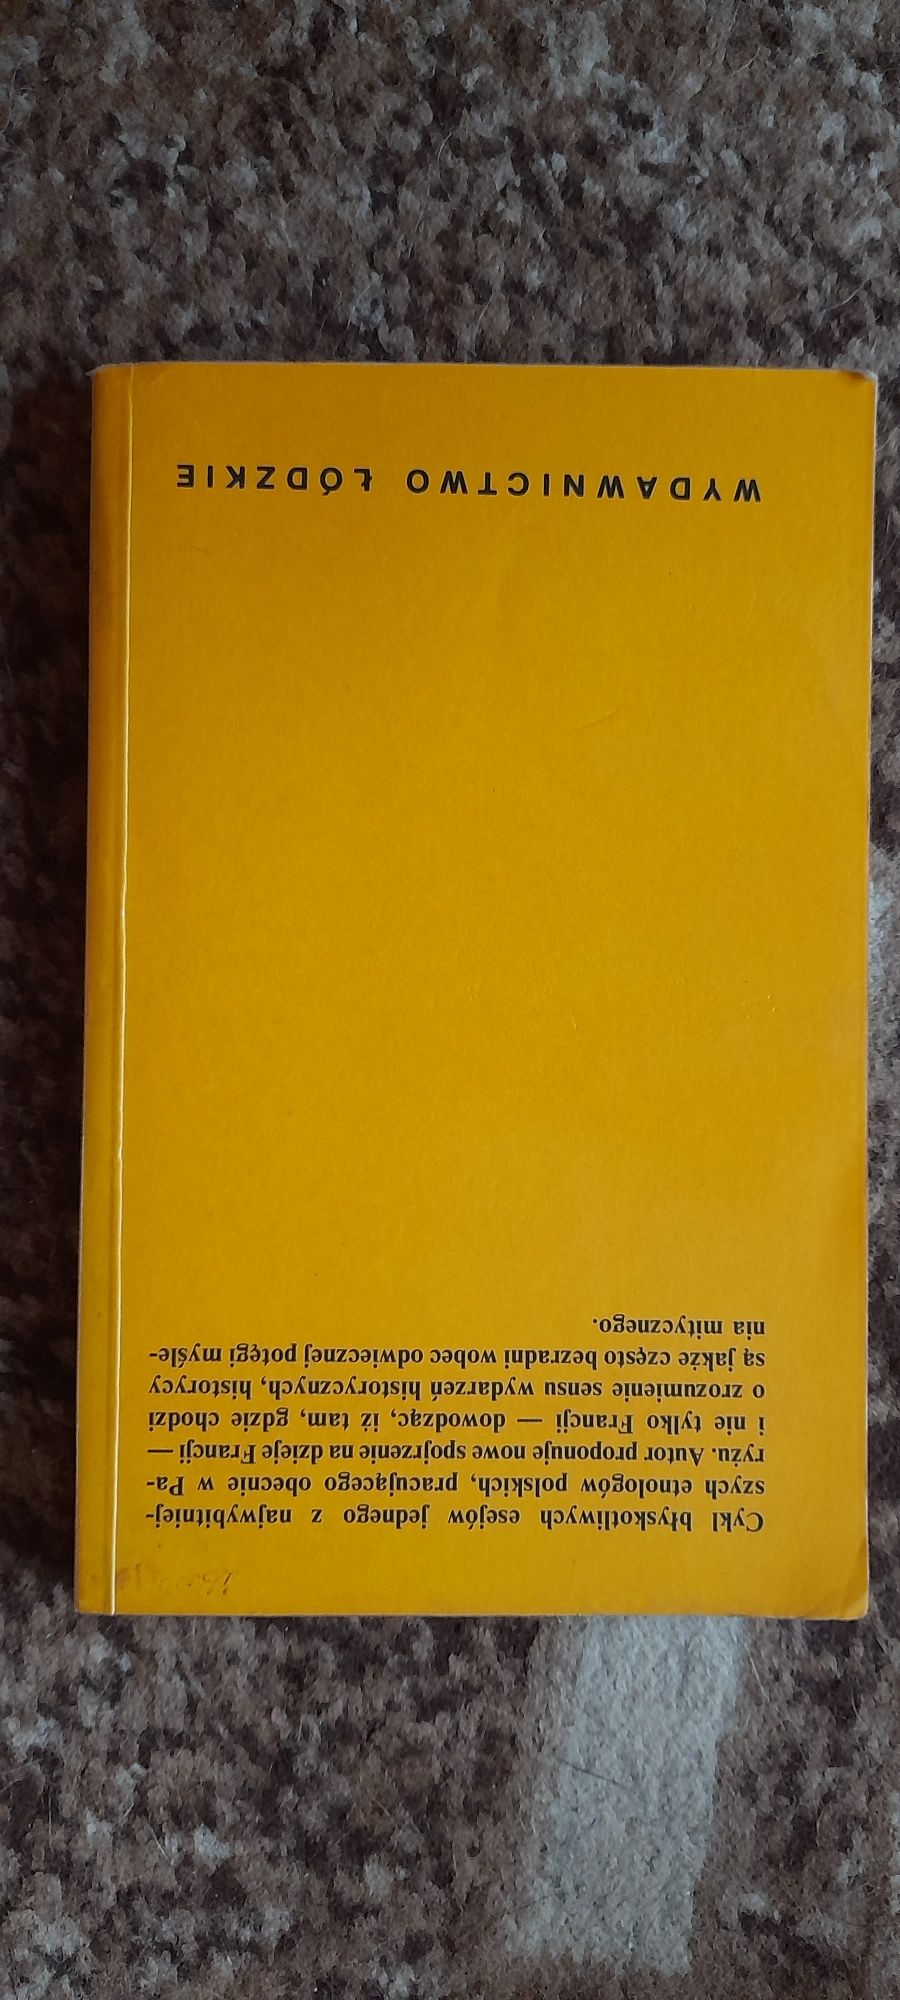 Cykl błyskotliwych esejów jednego z najwybitniej-
szych etnologów polskich, pracującego obecnie w Pa-
ryżu. Autor proponuje nowe spojrzenie na dzieje Francji —
i nie tylko Francji — dowodząc, iż tam, gdzie chodzi
o zrozumienie sensu wydarzeń historycznych, historycy
są jakże często bezradni wobec odwiecznej potęgi myśle-
nia mitycznego.
WYDAWNICTWO ŁÓDZKIE